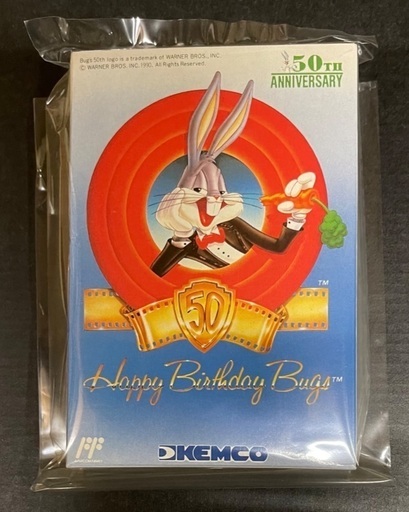 Bugs 50th logo is a trademark of WARNER BROS., INC.
© WARNER BROS., INC. 1990, All Rights Reserved.
50TH
ANNIVERSARY
TM
50
Happy Birthday Bugs™
KEMCO